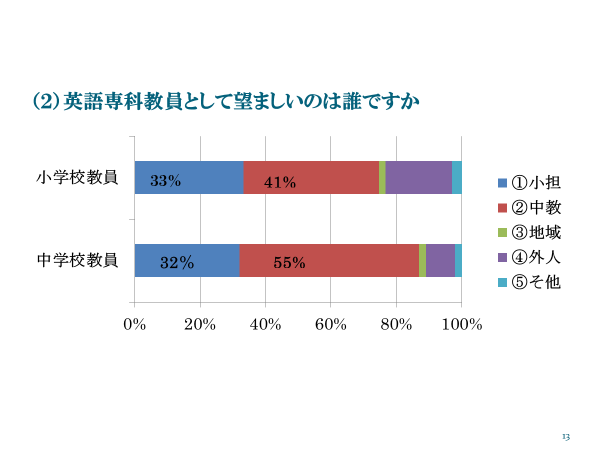 （2）英語専科教員として望ましいのは誰ですか
小学校教員
33%
41%
中学校教員
32%
55%
0%
20%
40%
60%
80%
100%
①小担
②中教
③地域
④外人
⑤その他
13